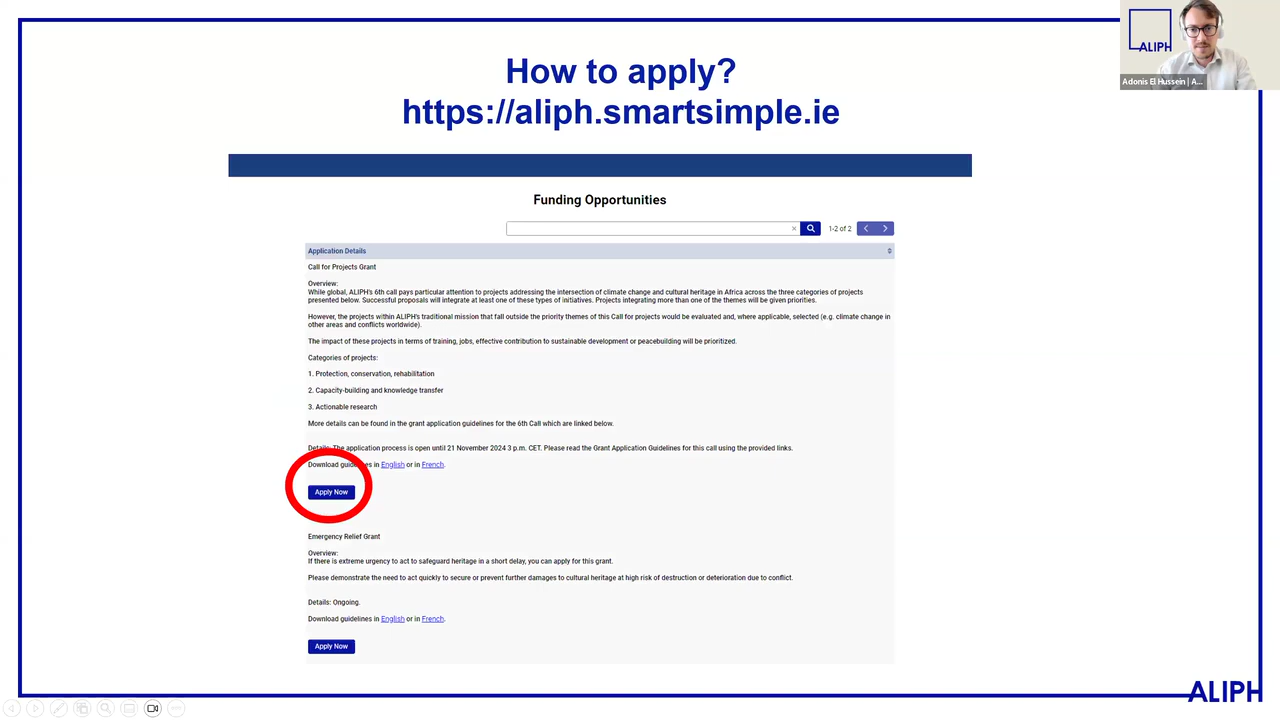 ALIPH
Adonis El Hussein | A...
How to apply?
https://aliph.smartsimple.ie
Funding Opportunities
1-2 of 2
Application Details
Call for Projects Grant
Overview:
While global, ALIPH's 6th call pays particular attention to projects addressing the intersection of climate change and cultural heritage in Africa across the three categories of projects
presented below. Successful proposals will integrate at least one of these types of initiatives. Projects integrating more than one of the themes will be given priorities.
However, the projects within ALIPH's traditional mission that fall outside the priority themes of this Call for projects would be evaluated and, where applicable, selected (e.g. climate change in
other areas and conflicts worldwide).
The impact of these projects in terms of training, jobs, effective contribution to sustainable development or peacebuilding will be prioritized.
Categories of projects:
1. Protection, conservation, rehabilitation
2. Capacity-building and knowledge transfer
3. Actionable research
More details can be found in the grant application guidelines for the 6th Call which are linked below.
Details: The application process is open until 21 November 2024 3 p.m. CET. Please read the Grant Application Guidelines for this call using the provided links.
Download guidelines in English or in French.
Apply Now
Emergency Relief Grant
Overview:
If there is extreme urgency to act to safeguard heritage in a short delay, you can apply for this grant.
Please demonstrate the need to act quickly to secure or prevent further damages to cultural heritage at high risk of destruction or deterioration due to conflict.
Details: Ongoing.
Download guidelines in English or in French.
Apply Now
ALIPH